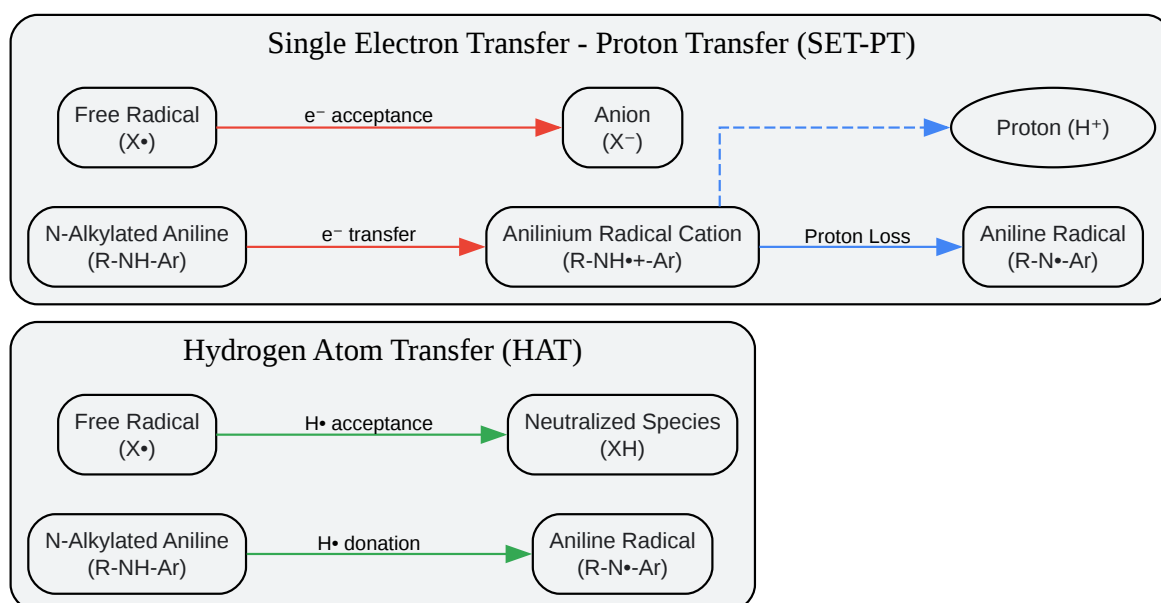 Single Electron Transfer - Proton Transfer (SET-PT)
Free Radical
(X•)
e⁻ acceptance
Anion
(X⁻)
Proton (H⁺)
N-Alkylated Aniline
(R-NH-Ar)
e⁻ transfer
Anilinium Radical Cation
(R-NH•+-Ar)
Proton Loss
Aniline Radical
(R-N•-Ar)
Hydrogen Atom Transfer (HAT)
Free Radical
(X•)
H• acceptance
Neutralized Species
(XH)
N-Alkylated Aniline
(R-NH-Ar)
H• donation
Aniline Radical
(R-N•-Ar)